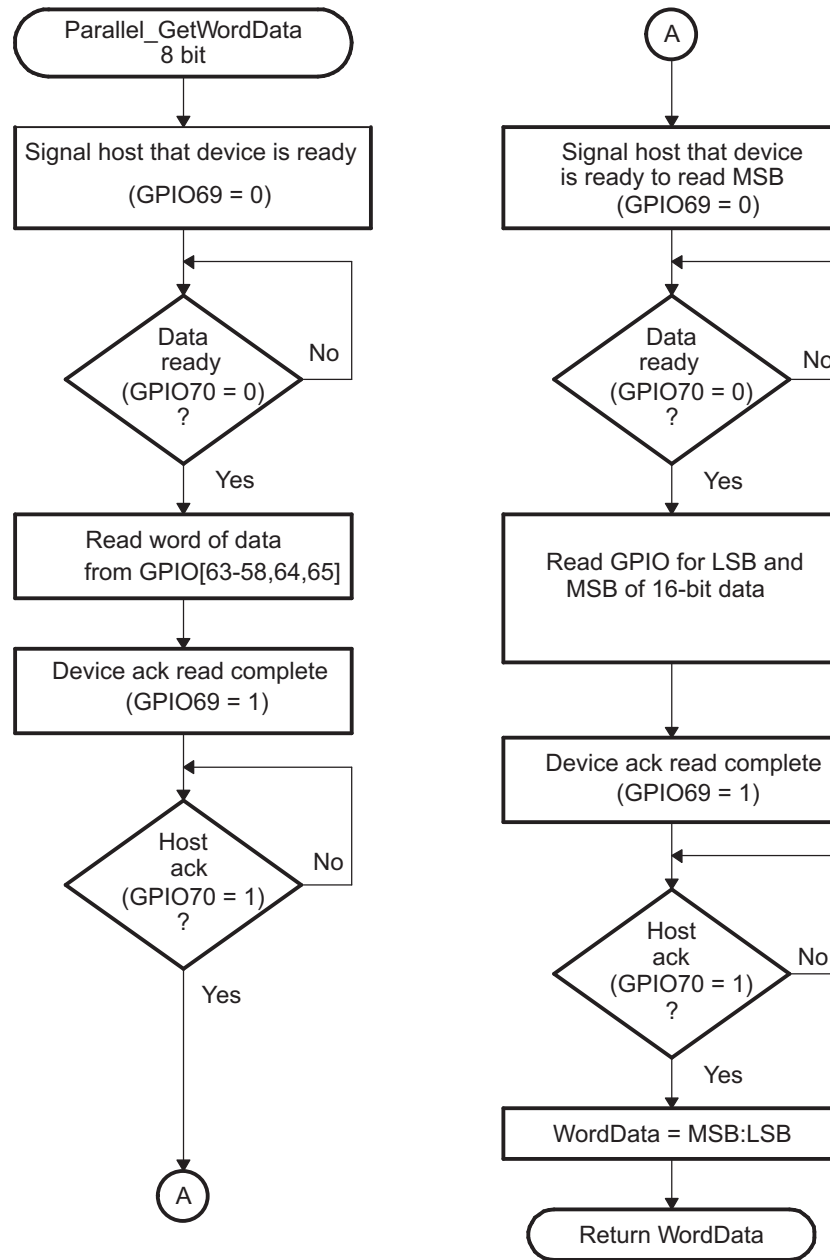 Parallel_GetWordData
8 bit
Signal host that device is ready
(GPIO69 = 0)
Data
ready
(GPIO70 = 0)
?
No
Yes
Read word of data
from GPIO[63-58,64,65]
Device ack read complete
(GPIO69 = 1)
Host
ack
(GPIO70 = 1)
?
No
Yes
A
A
Signal host that device
is ready to read MSB
(GPIO69 = 0)
Data
ready
(GPIO70 = 0)
?
No
Yes
Read GPIO for LSB and
MSB of 16-bit data
Device ack read complete
(GPIO69 = 1)
Host
ack
(GPIO70 = 1)
?
No
Yes
WordData = MSB:LSB
Return WordData